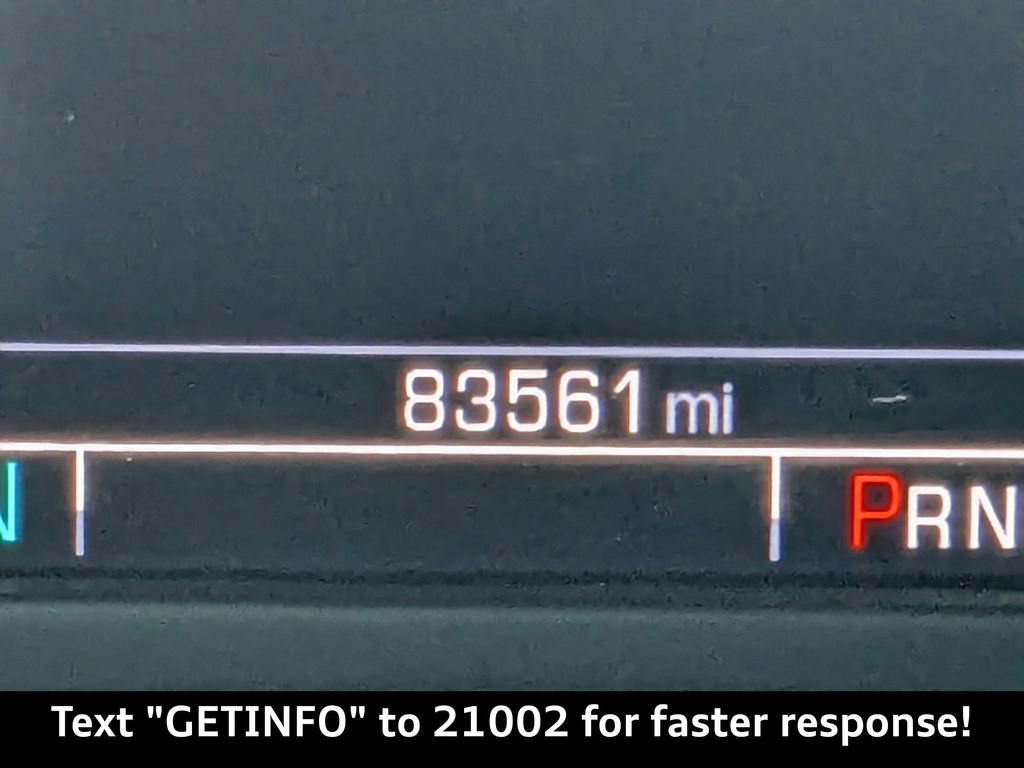 83561 mi
N
PRN
Text "GETINFO" to 21002 for faster response!